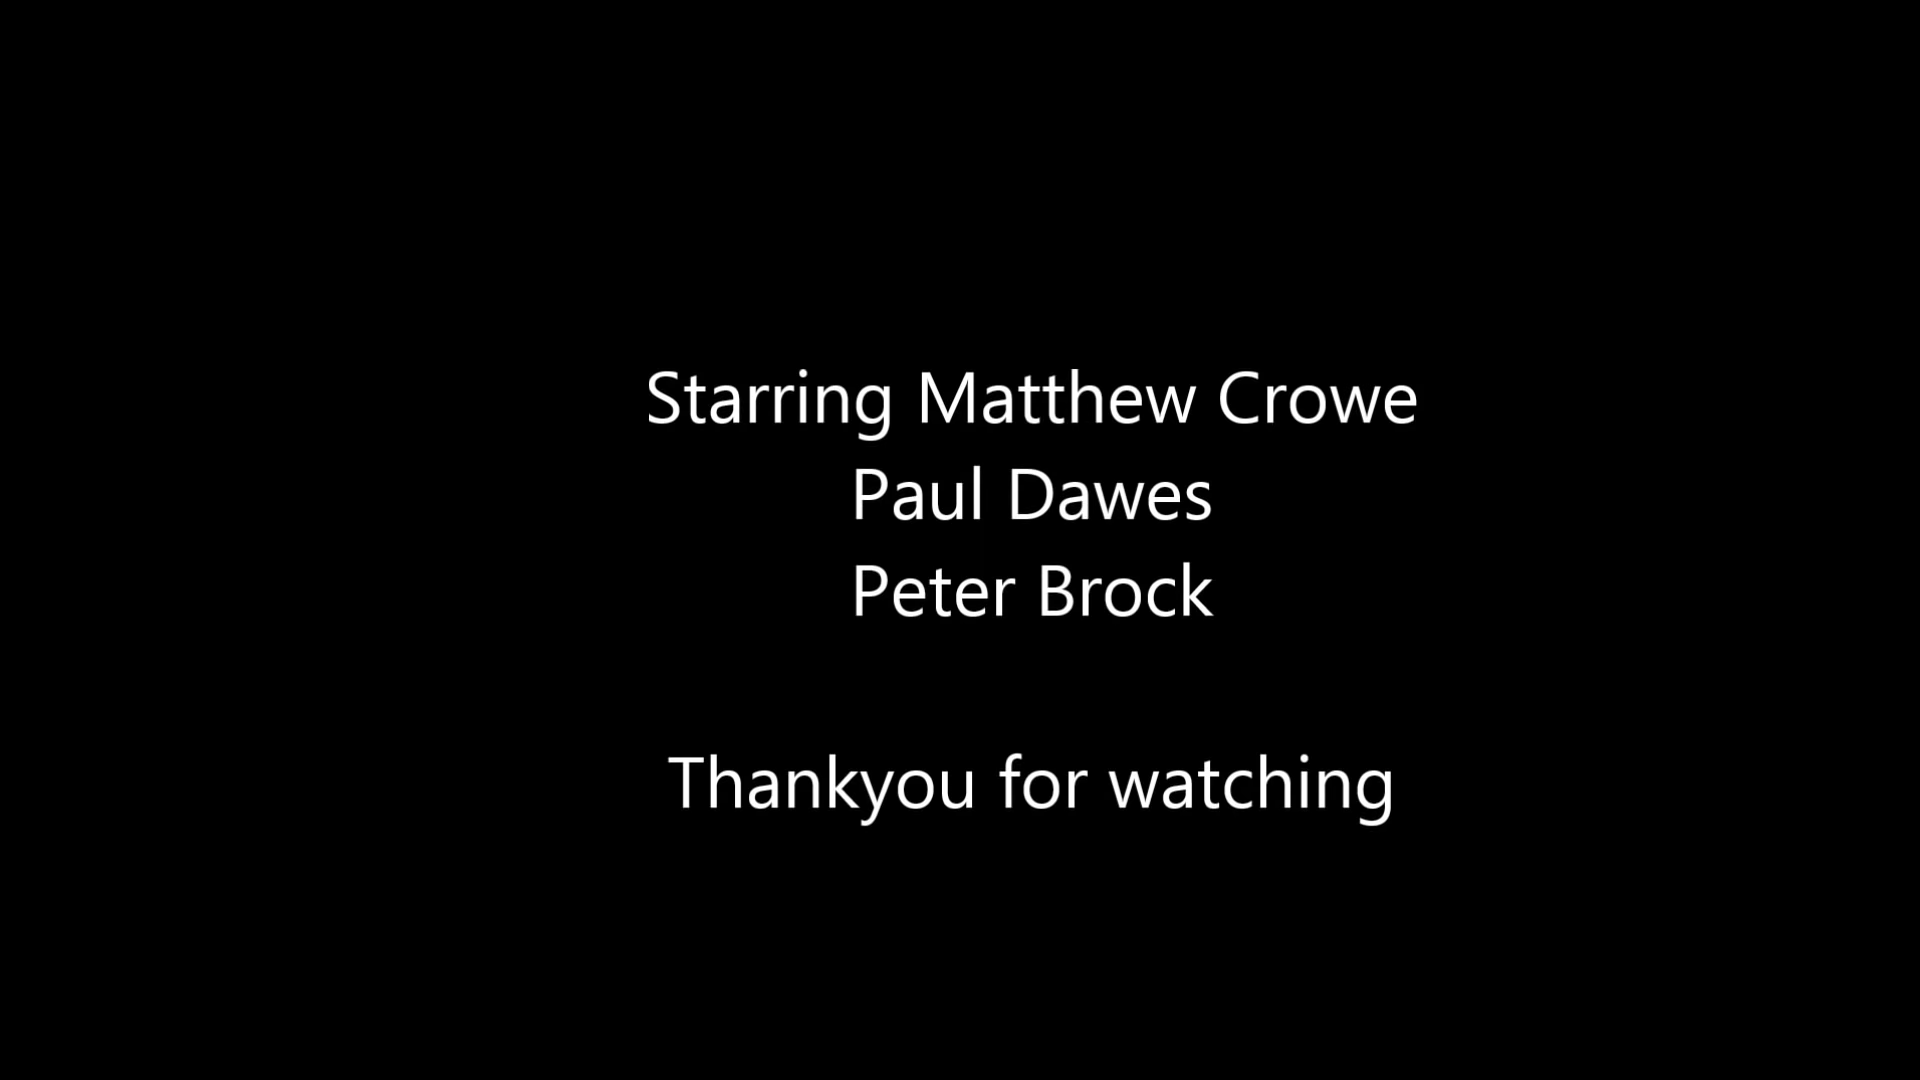 Starring Matthew Crowe
Paul Dawes
Peter Brock
Thankyou for watching